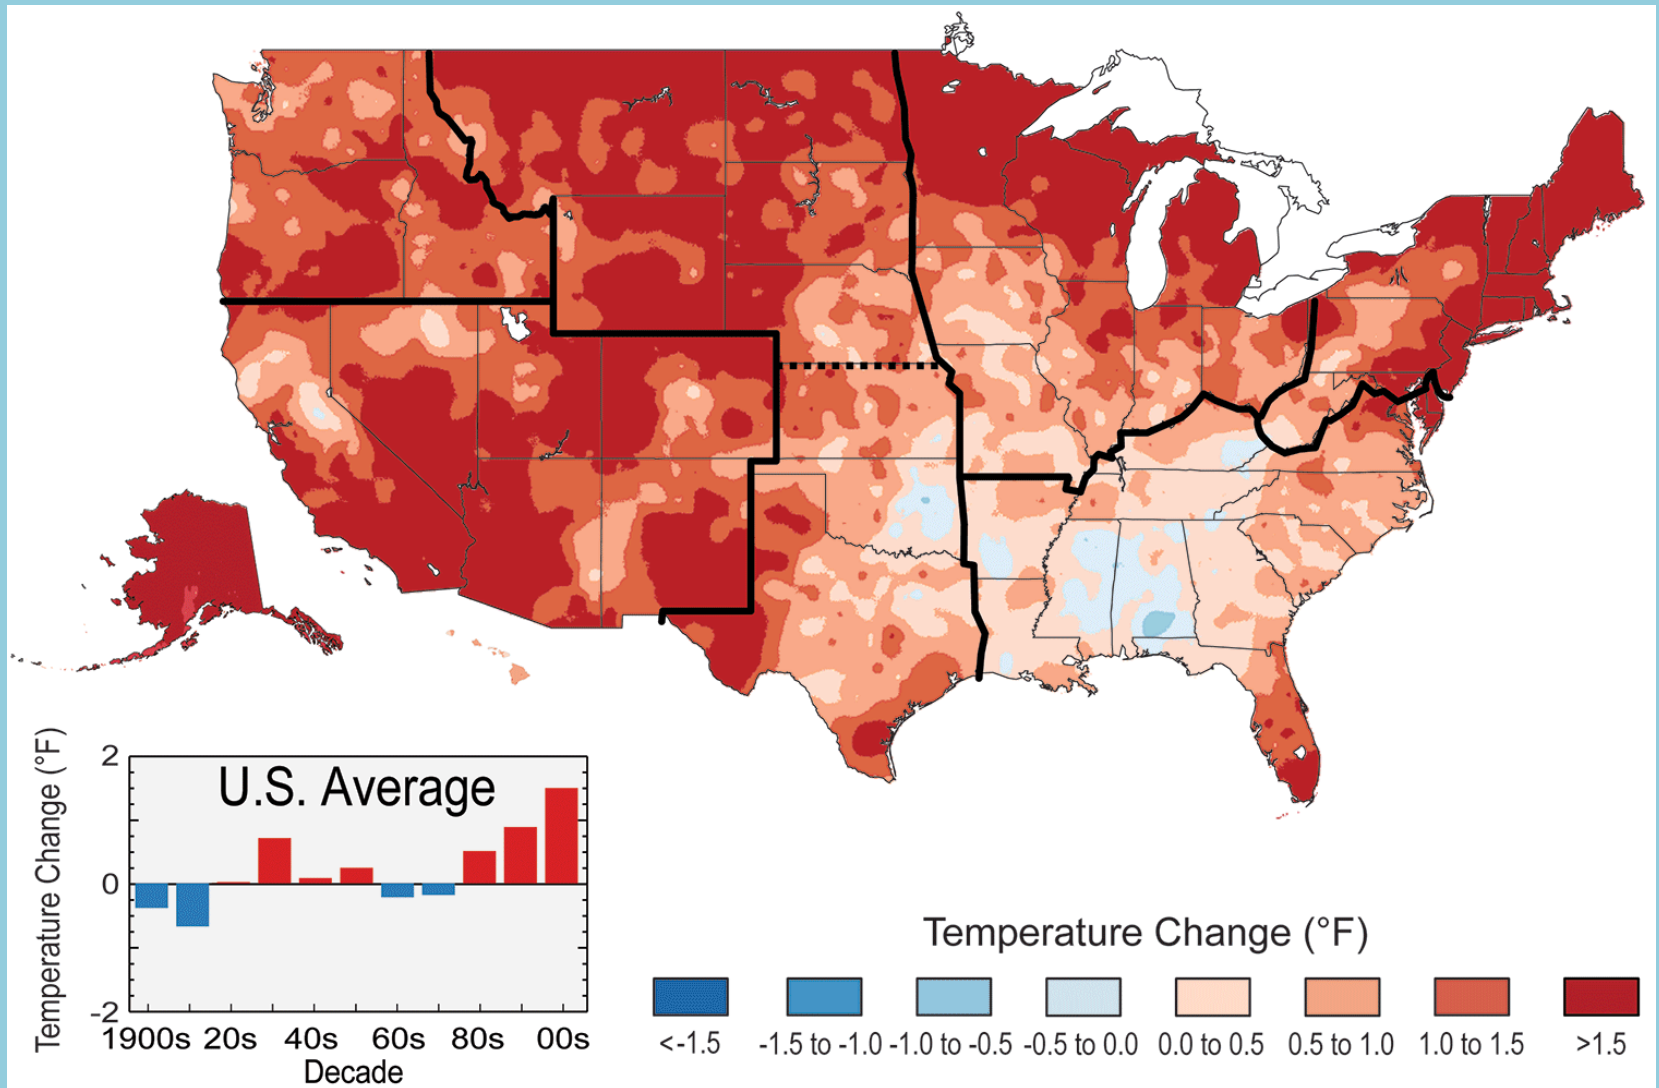 U.S. Average
Temperature Change (°F)
2
0
-2
1900s 20s 40s 60s 80s 00s
Decade
Temperature Change (°F)
<-1.5 -1.5 to -1.0 -1.0 to -0.5 -0.5 to 0.0 0.0 to 0.5 0.5 to 1.0 1.0 to 1.5 >1.5